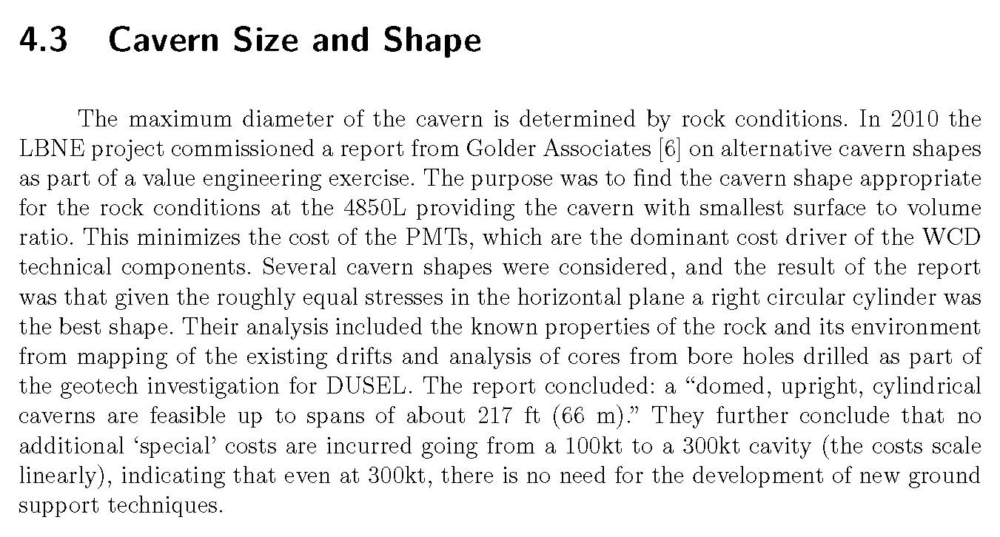 4.3 Cavern Size and Shape
The maximum diameter of the cavern is determined by rock conditions. In 2010 the
LBNE project commissioned a report from Golder Associates [6] on alternative cavern shapes
as part of a value engineering exercise. The purpose was to find the cavern shape appropriate
for the rock conditions at the 4850L providing the cavern with smallest surface to volume
ratio. This minimizes the cost of the PMTs, which are the dominant cost driver of the WCD
technical components. Several cavern shapes were considered, and the result of the report
was that given the roughly equal stresses in the horizontal plane a right circular cylinder was
the best shape. Their analysis included the known properties of the rock and its environment
from mapping of the existing drifts and analysis of cores from bore holes drilled as part of
the geotech investigation for DUSEL. The report concluded: a “domed, upright, cylindrical
caverns are feasible up to spans of about 217 ft (66 m).” They further conclude that no
additional ‘special’ costs are incurred going from a 100kt to a 300kt cavity (the costs scale
linearly), indicating that even at 300kt, there is no need for the development of new ground
support techniques.